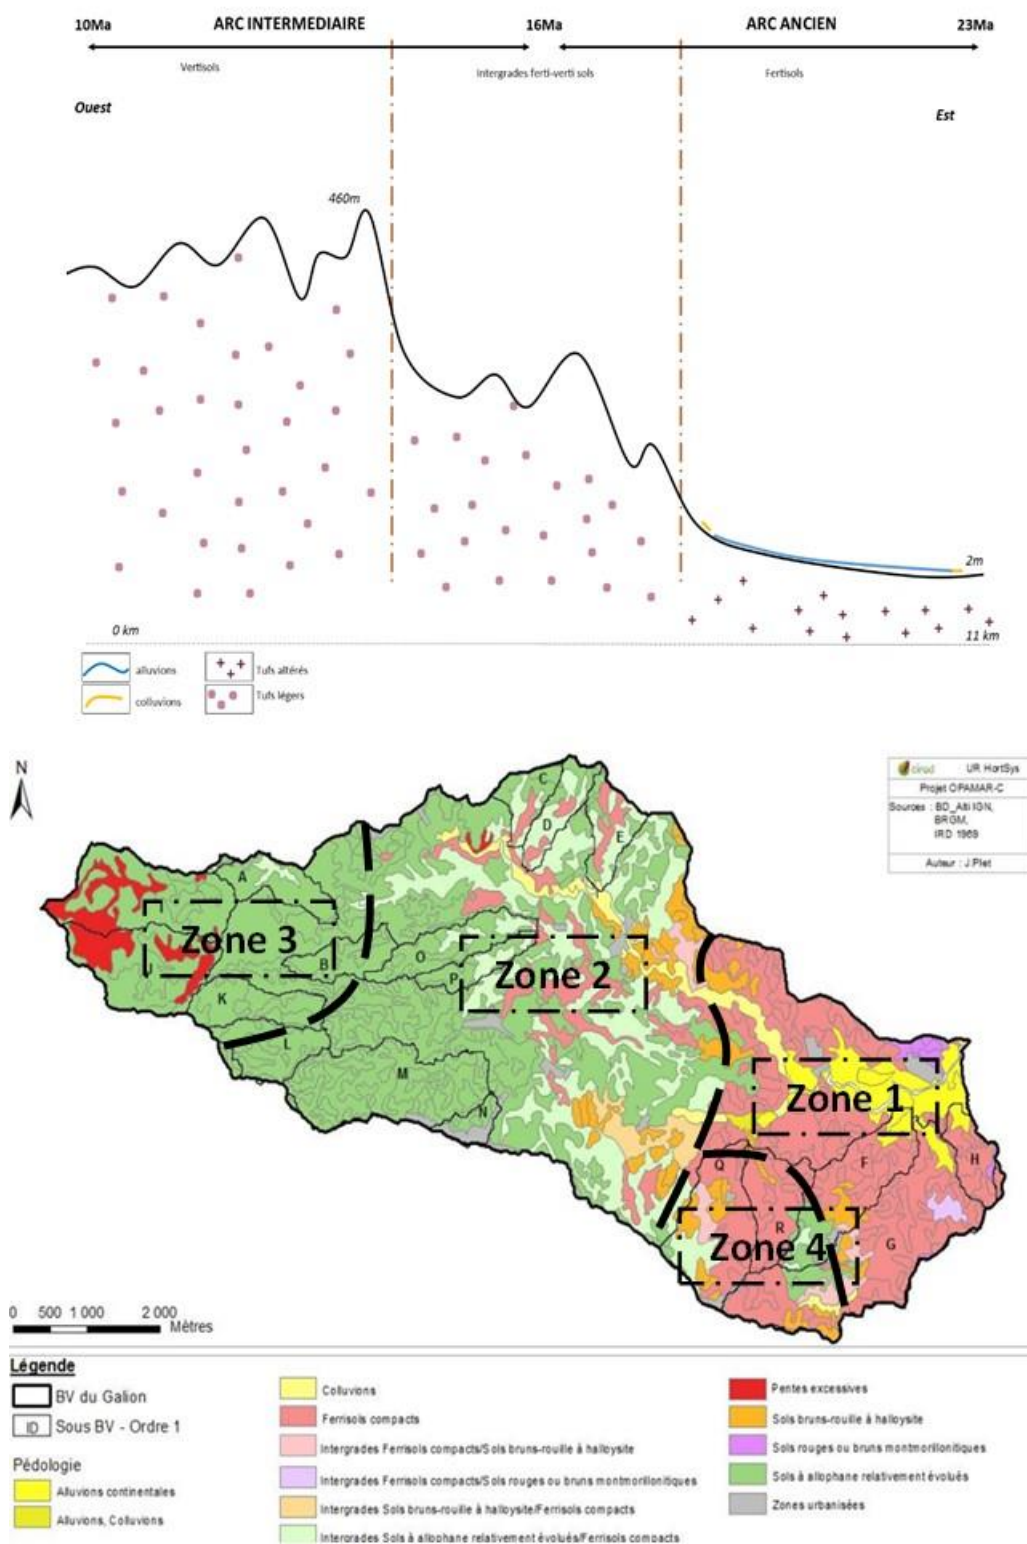 10Ma ARC INTERMEDIAIRE 16Ma ARC ANCIEN 23Ma
Vertisols Intergrades ferti-verti sols Fertisols
Ouest Est
460m
2m
0 km 11 km
alluvions Tufs altérés
colluvions Tufs légers
N
cirad UR HortSys
Projet OPAMAR-C
Sources : BD_Alti IGN,
BRGM,
IRD 1969
Auteur : J.Plet
C
D
E
A
Zone 3
B
O
P
Zone 2
J
K
L
M
N
Zone 1
Q
F
H
R
G
Zone 4
0 500 1 000 2 000
Mètres
Légende
BV du Galion
ID Sous BV - Ordre 1
Pédologie
Alluvions continentales
Alluvions, Colluvions
Colluvions
Ferrisols compacts
Intergrades Ferrisols compacts/Sols bruns-rouille à halloysite
Intergrades Ferrisols compacts/Sols rouges ou bruns montmorillonitiques
Intergrades Sols bruns-rouille à halloysite/Ferrisols compacts
Intergrades Sols à allophane relativement évolués/Ferrisols compacts
Pentes excessives
Sols bruns-rouille à halloysite
Sols rouges ou bruns montmorillonitiques
Sols à allophane relativement évolués
Zones urbanisées